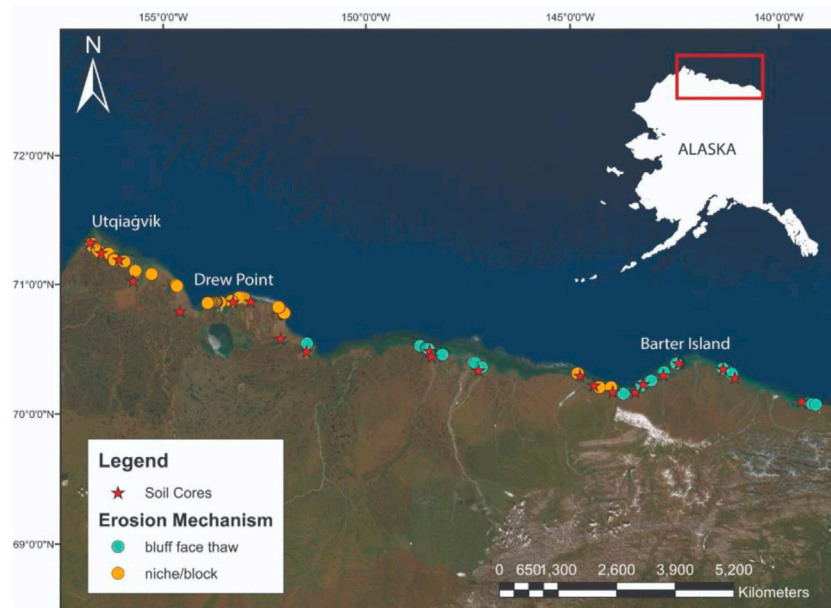 155°0'0"W 150°0'0"W 145°0'0"W 140°0'0"W
N
72°0'0"N
71°0'0"N
70°0'0"N
69°0'0"N
ALASKA
Utqiaġvik
Drew Point
Barter Island
Legend
Soil Cores
Erosion Mechanism
bluff face thaw
niche/block
0 6501,300 2,600 3,900 5,200
Kilometers